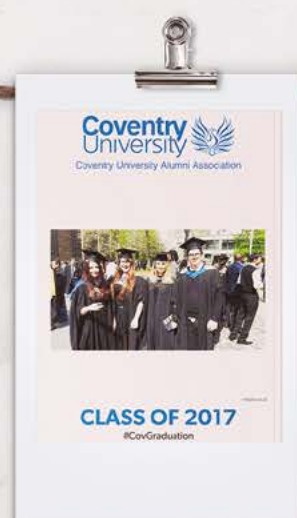 Coventry
University
Coventry University Alumni Association
CLASS OF 2017
#CovGraduation